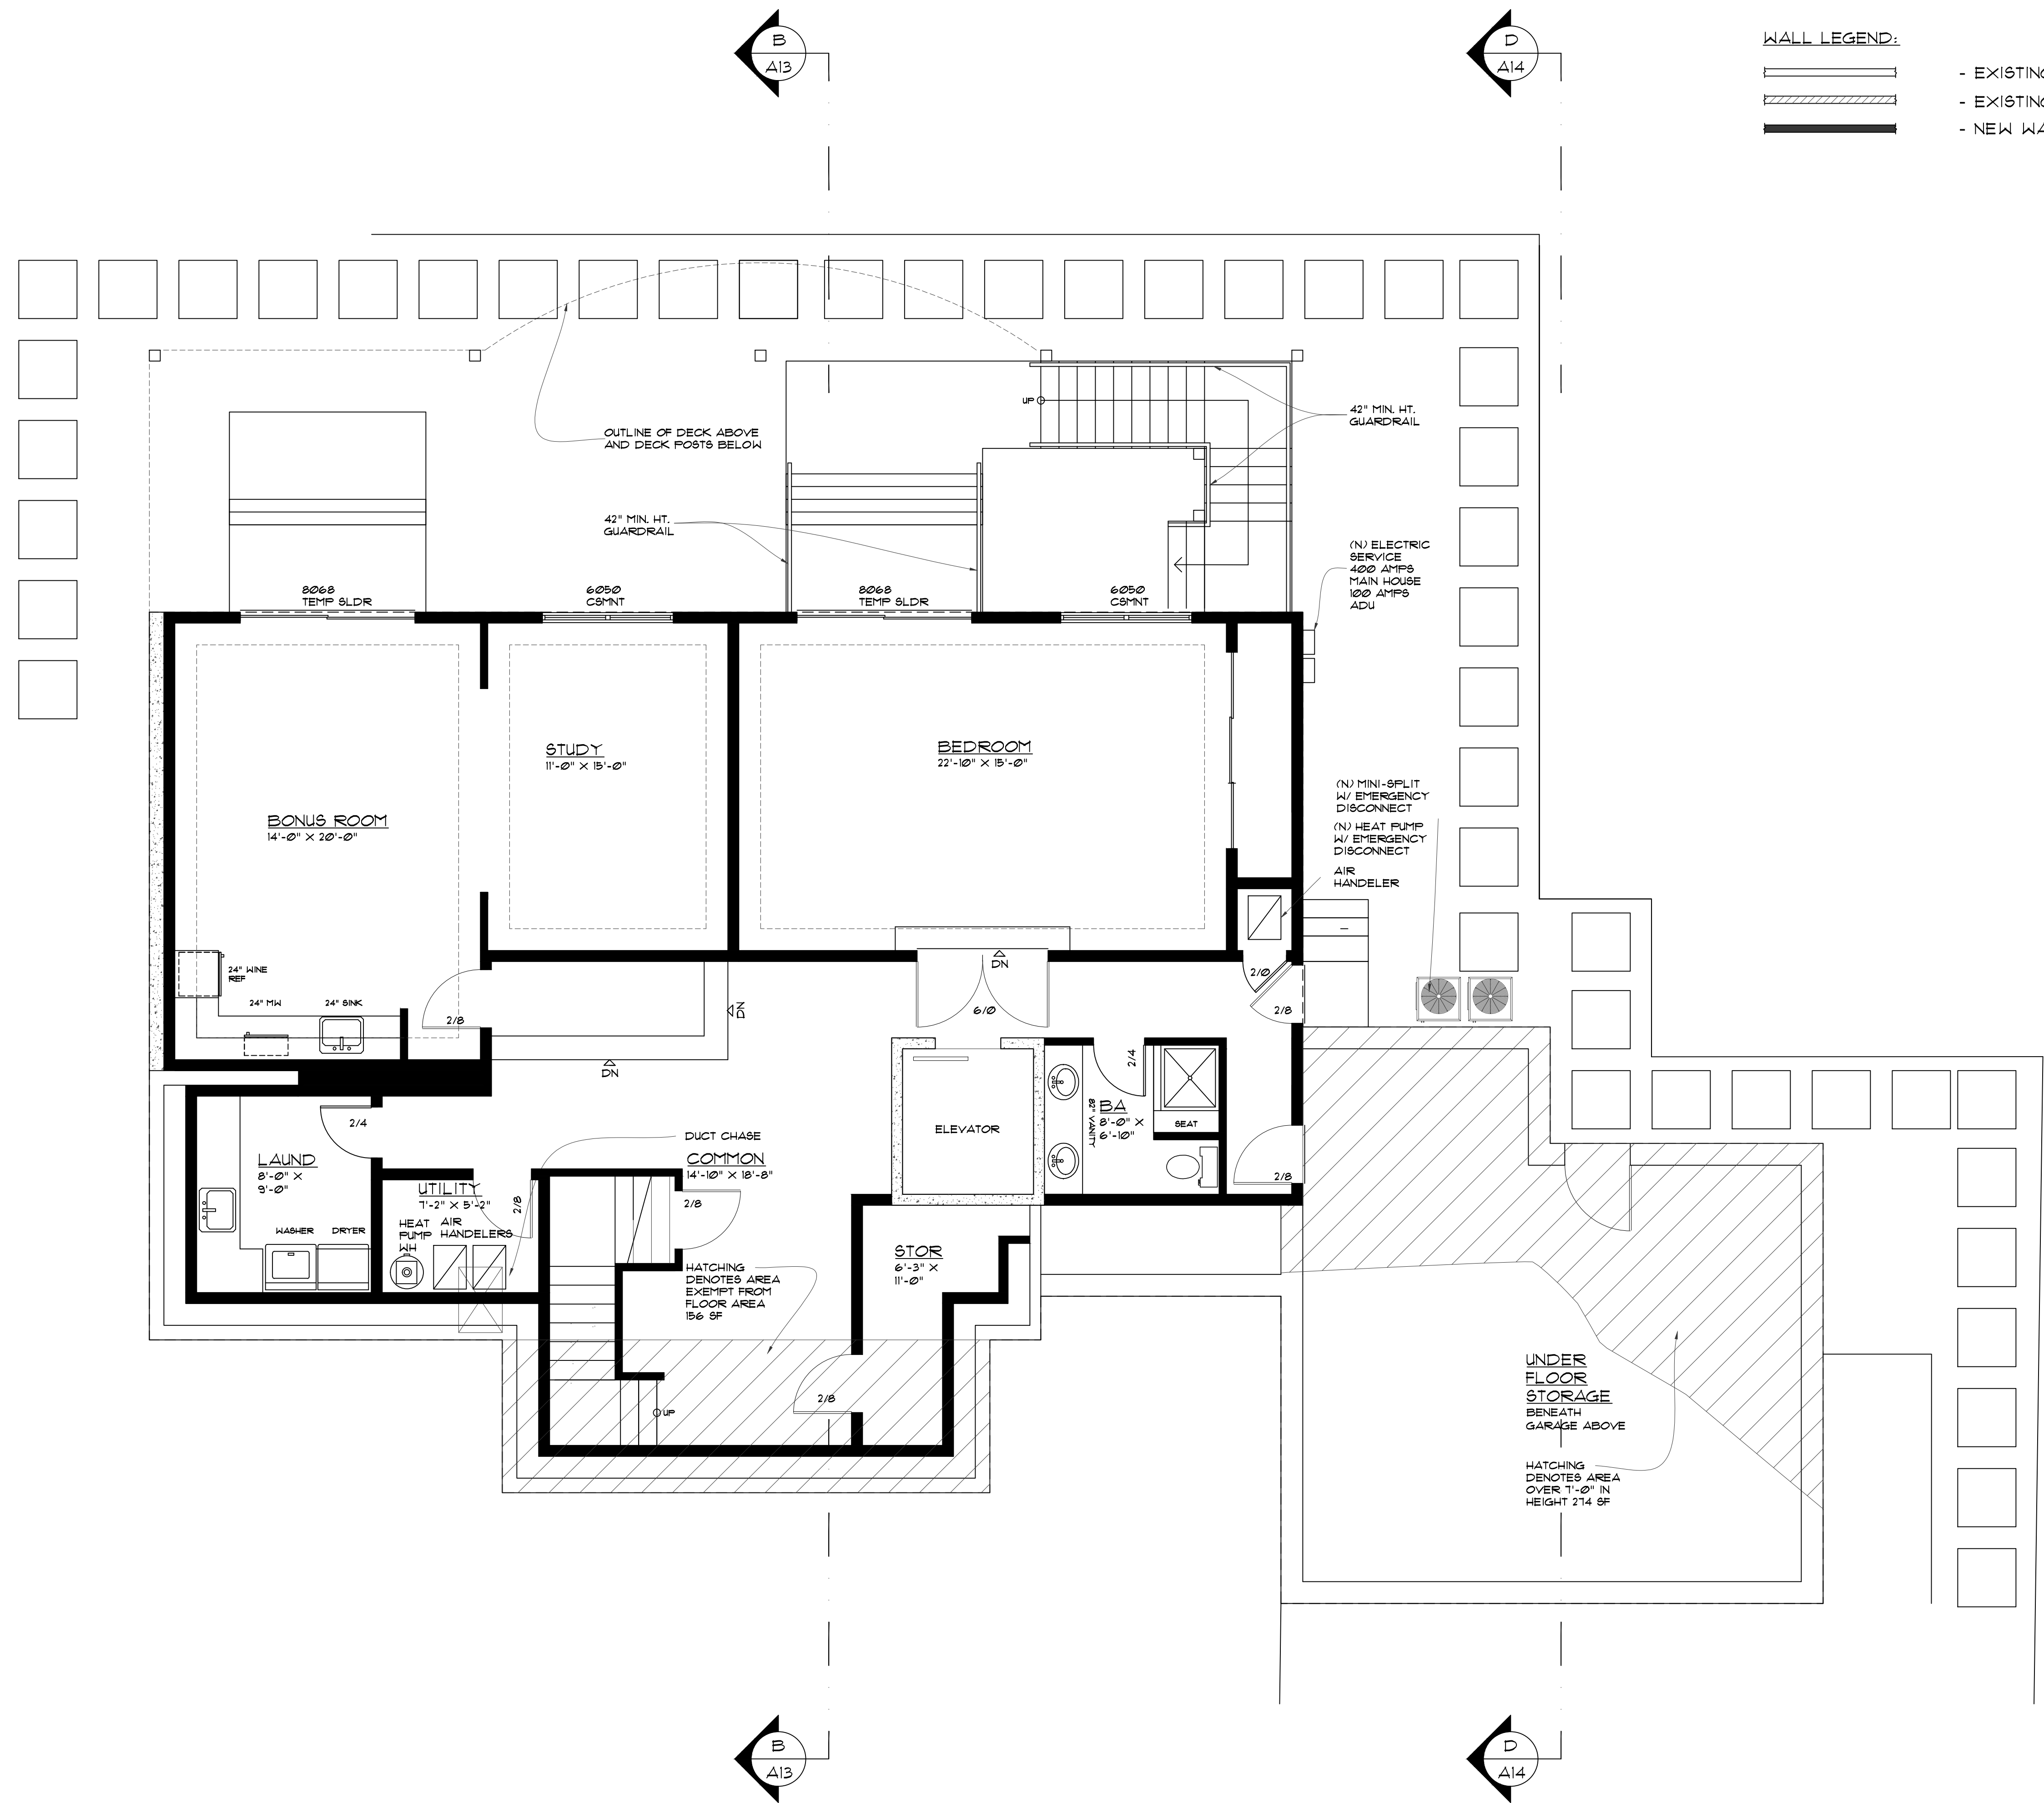 B
A13
D
A14
WALL LEGEND:
- EXISTING
- EXISTING
- NEW WA
UP
42" MIN. HT.
GUARDRAIL
OUTLINE OF DECK ABOVE
AND DECK POSTS BELOW
42" MIN. HT.
GUARDRAIL
(N) ELECTRIC
SERVICE
400 AMPS
MAIN HOUSE
100 AMPS
ADU
8068
TEMP SLDR
6050
CSMNT
8068
TEMP SLDR
6050
CSMNT
STUDY
11'-0" X 15'-0"
BEDROOM
22'-10" X 15'-0"
BONUS ROOM
14'-0" X 20'-0"
(N) MINI-SPLIT
W/ EMERGENCY
DISCONNECT
(N) HEAT PUMP
W/ EMERGENCY
DISCONNECT
AIR
HANDELER
24" WINE
REF
24" MW
24" SINK
2/8
DN
DN
DN
6/0
2/0
2/8
2/4
ELEVATOR
82" VANITY
BA
8'-0" X
6'-10"
SEAT
2/8
2/4
LAUND
8'-0" X
9'-0"
WASHER
DRYER
DUCT CHASE
COMMON
14'-10" X 18'-8"
UTILITY
7'-2" X 5'-2"
HEAT
PUMP
WH
AIR
HANDELERS
2/8
2/8
STOR
6'-3" X
11'-0"
HATCHING
DENOTES AREA
EXEMPT FROM
FLOOR AREA
156 SF
2/8
UP
UNDER
FLOOR
STORAGE
BENEATH
GARAGE ABOVE
HATCHING
DENOTES AREA
OVER 7'-0" IN
HEIGHT 274 SF
B
A13
D
A14